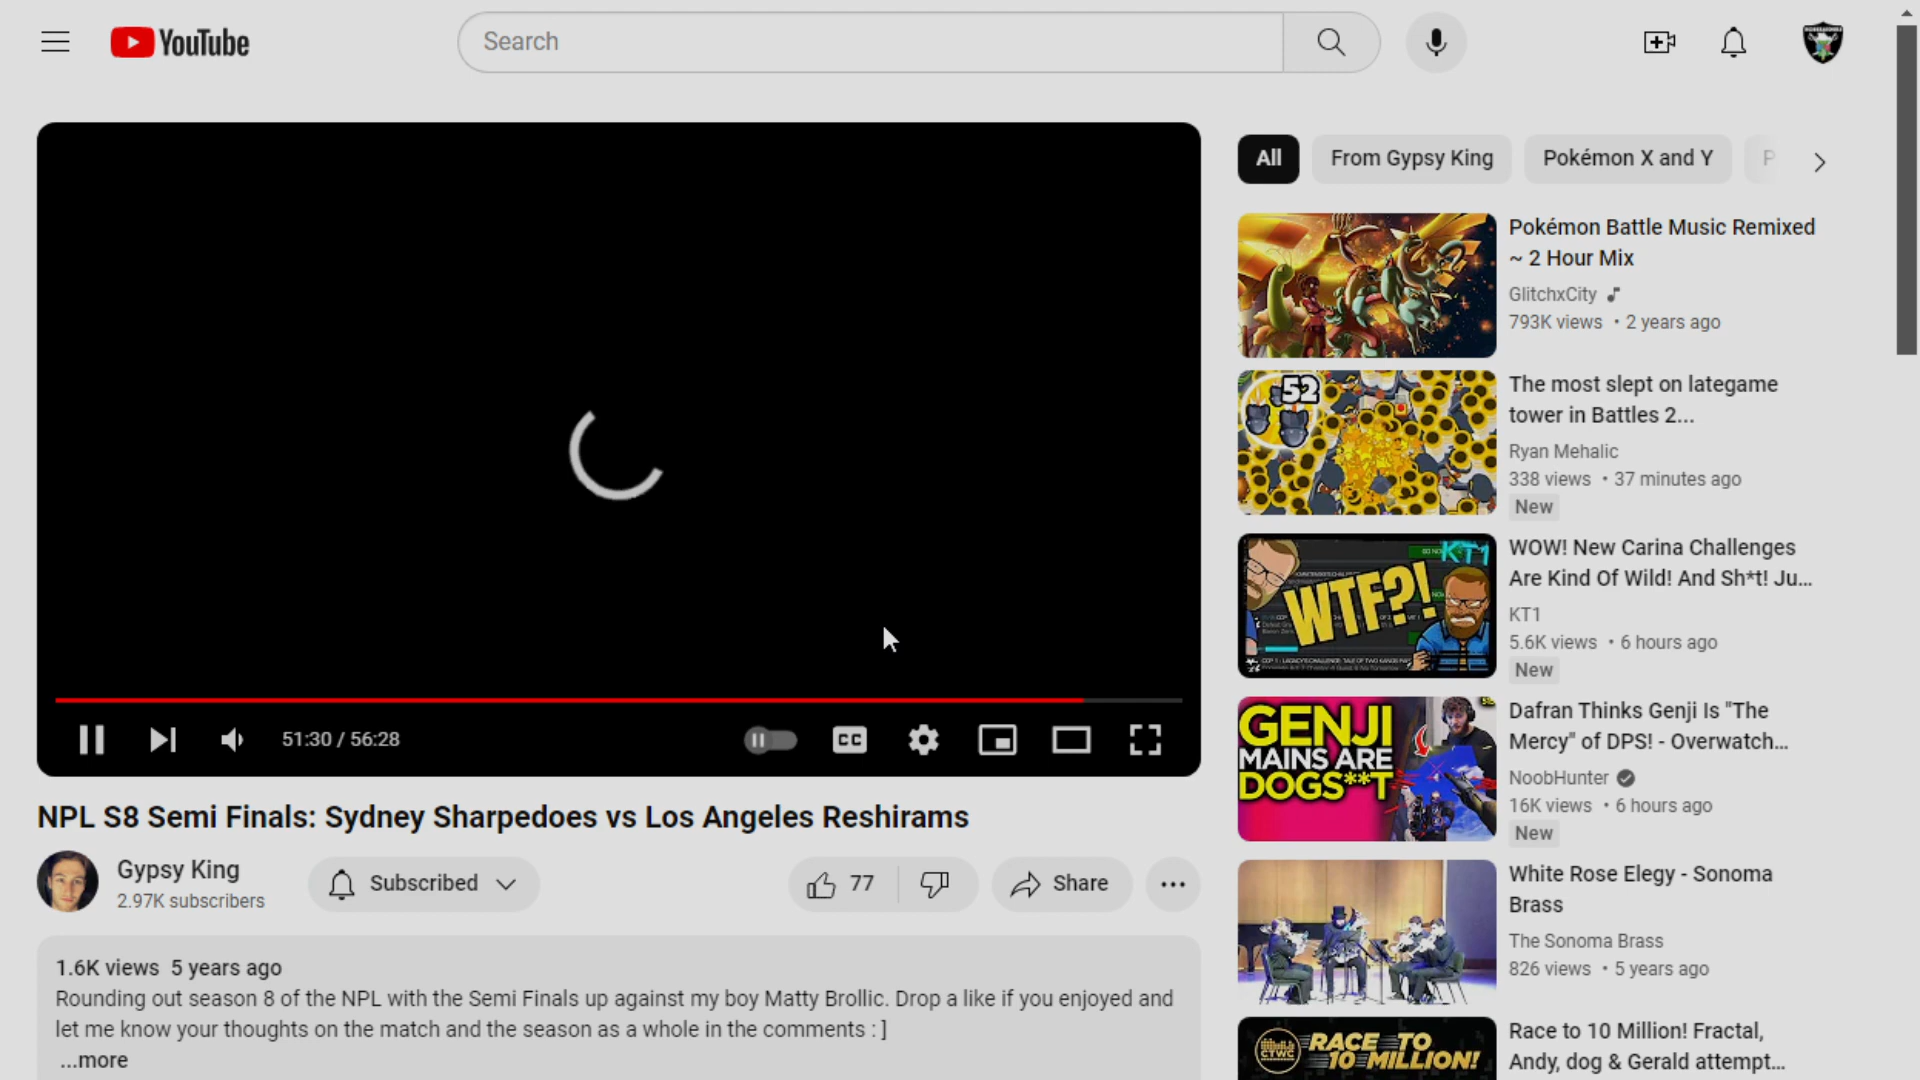 YouTube
Search
All
From Gypsy King
Pokémon X and Y
P
51:30 / 56:28
CC
NPL S8 Semi Finals: Sydney Sharpedoes vs Los Angeles Reshirams
Gypsy King
2.97K subscribers
Subscribed
77
Share
1.6K views 5 years ago
Rounding out season 8 of the NPL with the Semi Finals up against my boy Matty Brollic. Drop a like if you enjoyed and
let me know your thoughts on the match and the season as a whole in the comments : ]
...more
Pokémon Battle Music Remixed
~ 2 Hour Mix
GlitchxCity
793K views • 2 years ago
52
The most slept on lategame
tower in Battles 2...
Ryan Mehalic
338 views • 37 minutes ago
New
KT1
WTF?!
WOW! New Carina Challenges
Are Kind Of Wild! And Sh*t! Ju...
KT1
5.6K views • 6 hours ago
New
GENJI
MAINS ARE
DOGS**T
Dafran Thinks Genji Is "The
Mercy" of DPS! - Overwatch...
NoobHunter
16K views • 6 hours ago
New
White Rose Elegy - Sonoma
Brass
The Sonoma Brass
826 views • 5 years ago
CTWC
RACE TO
10 MILLION!
Race to 10 Million! Fractal,
Andy, dog & Gerald attempt...